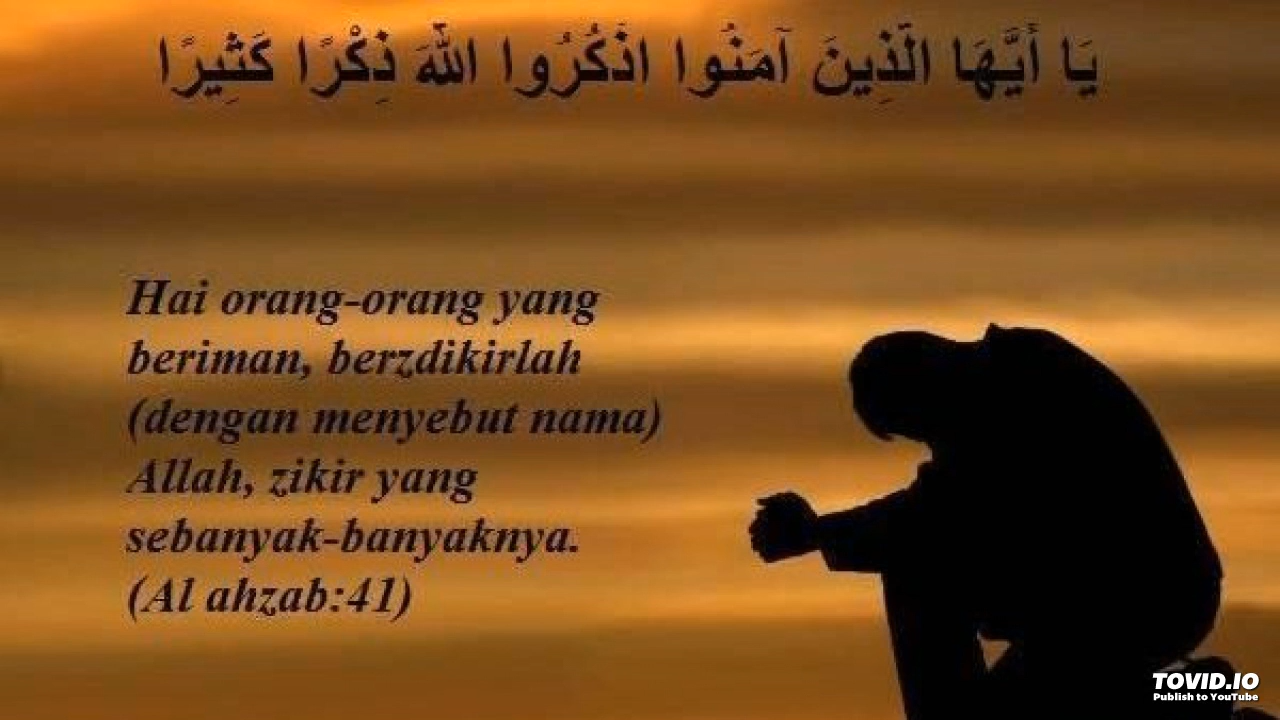 يَا أَيُّهَا الَّذِينَ آمَنُوا اذْكُرُوا اللَّهَ ذِكْرًا كَثِيرًا
Hai orang-orang yang
beriman, berzdikirlah
(dengan menyebut nama)
Allah, zikir yang
sebanyak-banyaknya.
(Al ahzab:41)
TOVID.IO
Publish to YouTube